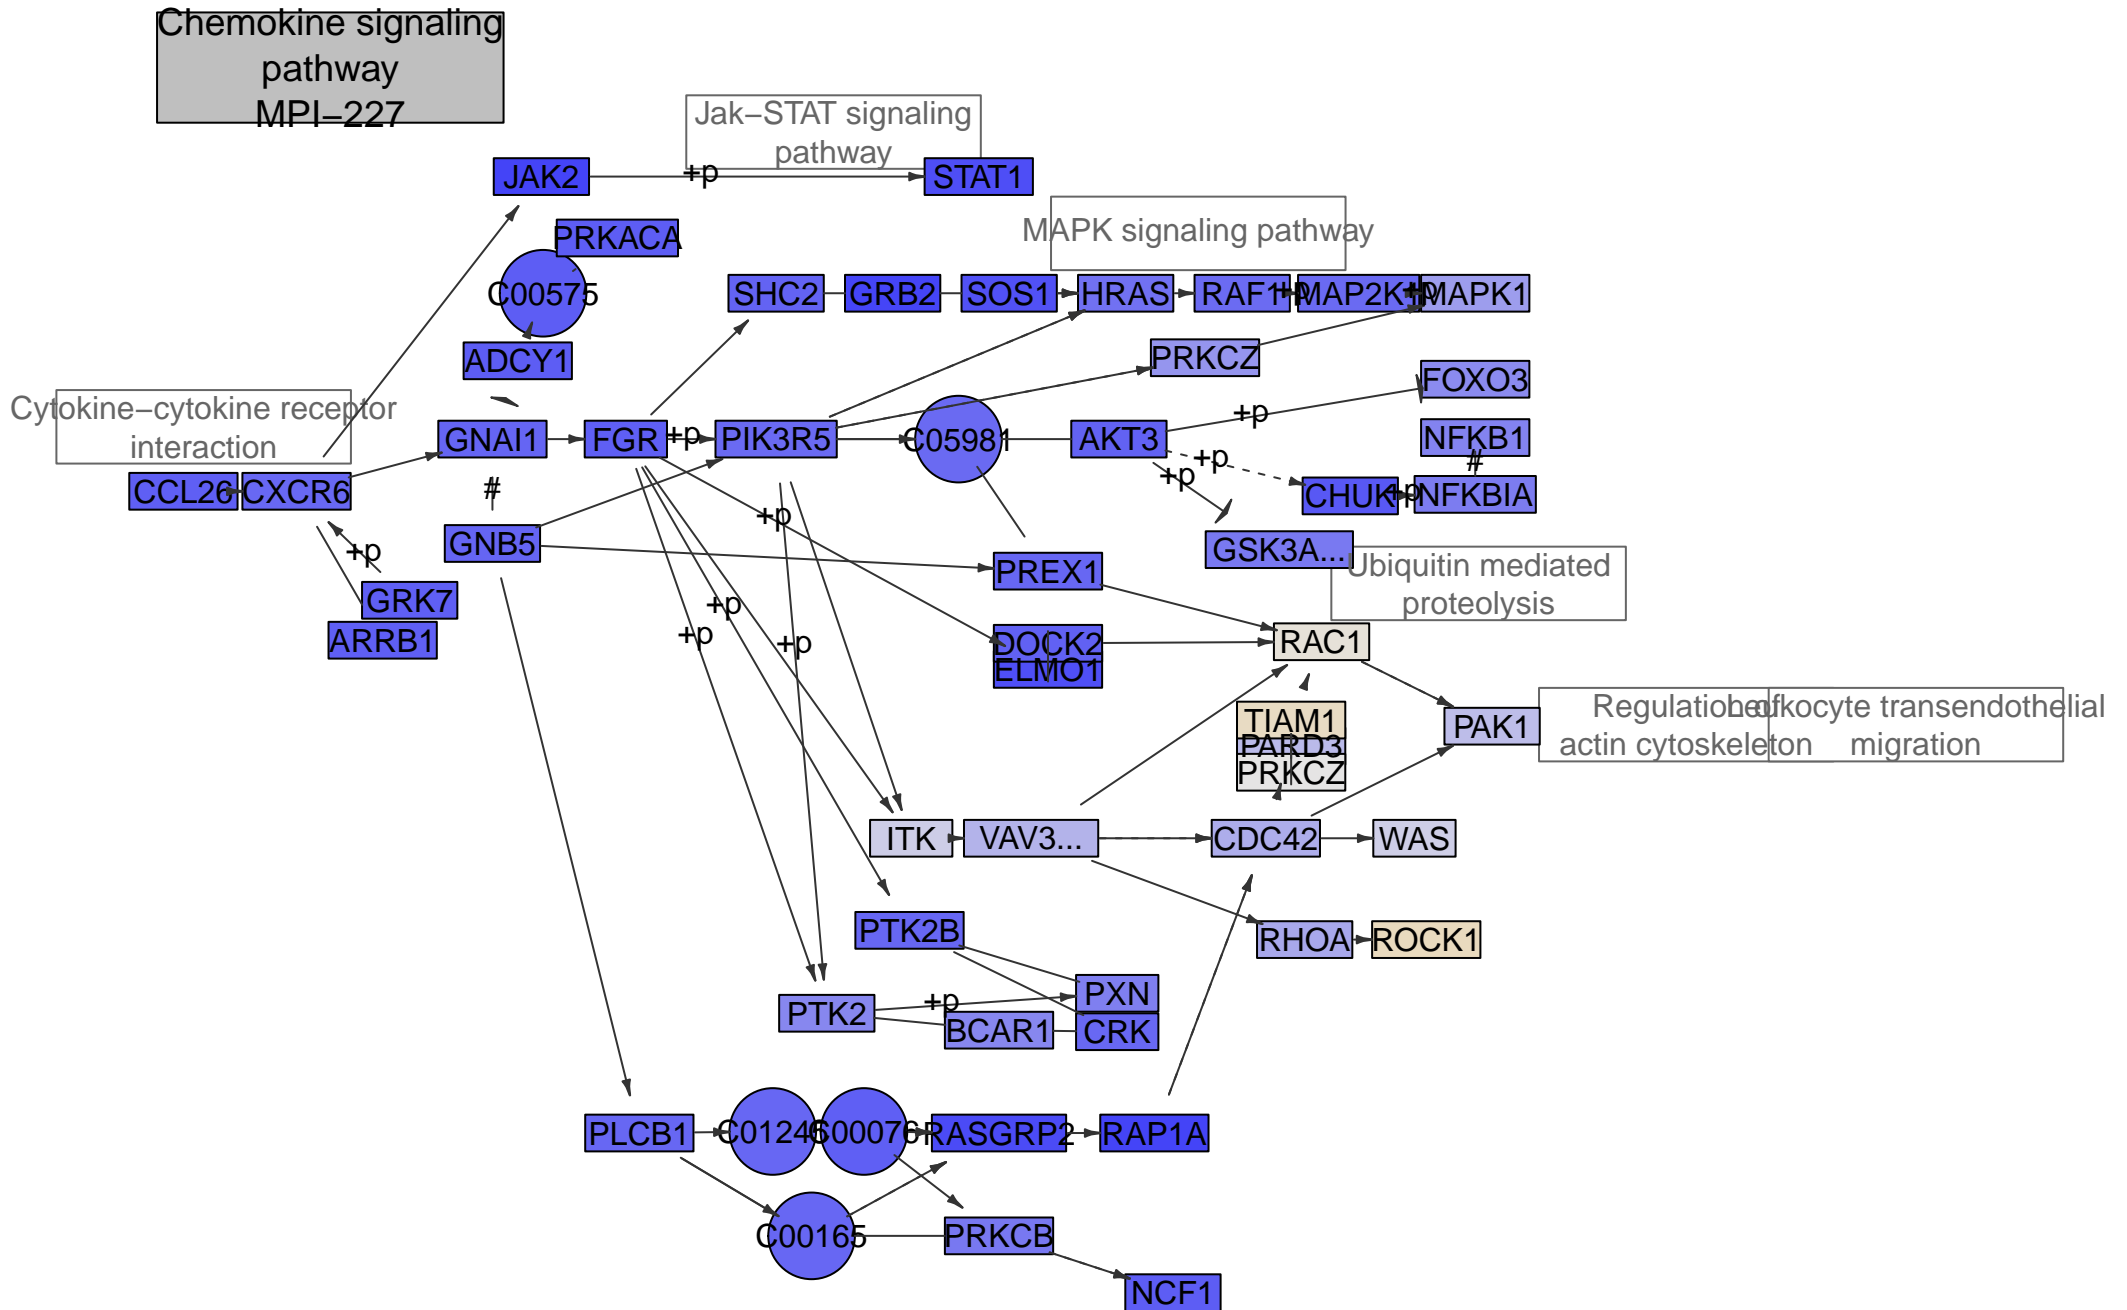 Chemokine signaling
pathway
MPI−227
Jak−STAT signaling
pathway
JAK2
+p
STAT1
PRKACA
MAPK signaling pathway
C00575
SHC2
GRB2
SOS1
HRAS
RAF1
+p
MAP2K1
+p
MAPK1
ADCY1
PRKCZ
FOXO3
Cytokine−cytokine receptor
interaction
+p
GNAI1
FGR
+p
PIK3R5
C05981
AKT3
NFKB1
+p
#
CCL26
CXCR6
#
+p
CHUK
+p
NFKBIA
+p
GNB5
GSK3A...
+p
PREX1
Ubiquitin mediated
proteolysis
GRK7
+p
ARRB1
+p
+p
DOCK2
RAC1
ELMO1
TIAM1
PARD3
PRKCZ
PAK1
Regulation of
actin cytoskeleton
Leukocyte transendothelial
migration
ITK
VAV3...
CDC42
WAS
PTK2B
RHOA
ROCK1
PTK2
+p
PXN
BCAR1
CRK
PLCB1
C01245
C00076
RASGRP2
RAP1A
C00165
PRKCB
NCF1